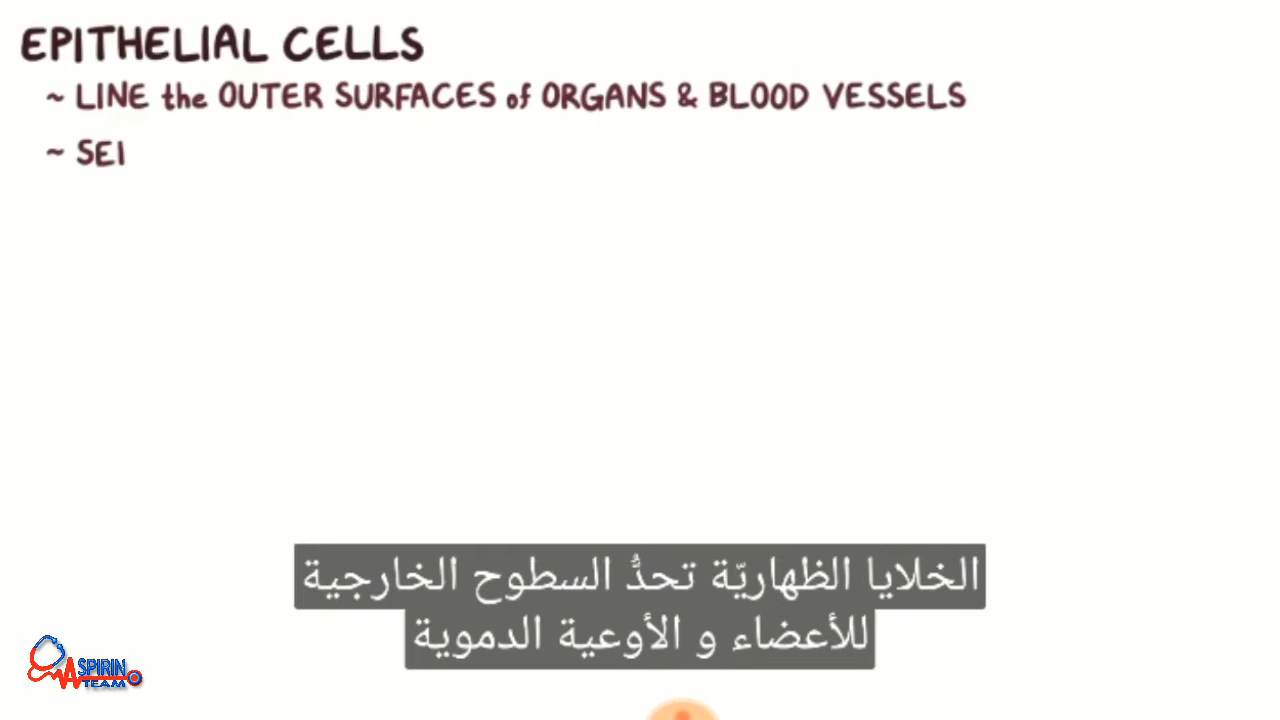 EPITHELIAL CELLS
~ LINE the OUTER SURFACES of ORGANS & BLOOD VESSELS
~ SEI
الخلايا الظهاريّة تحدُّ السطوح الخارجية
للأعضاء و الأوعية الدموية
ASPIRIN
TEAM